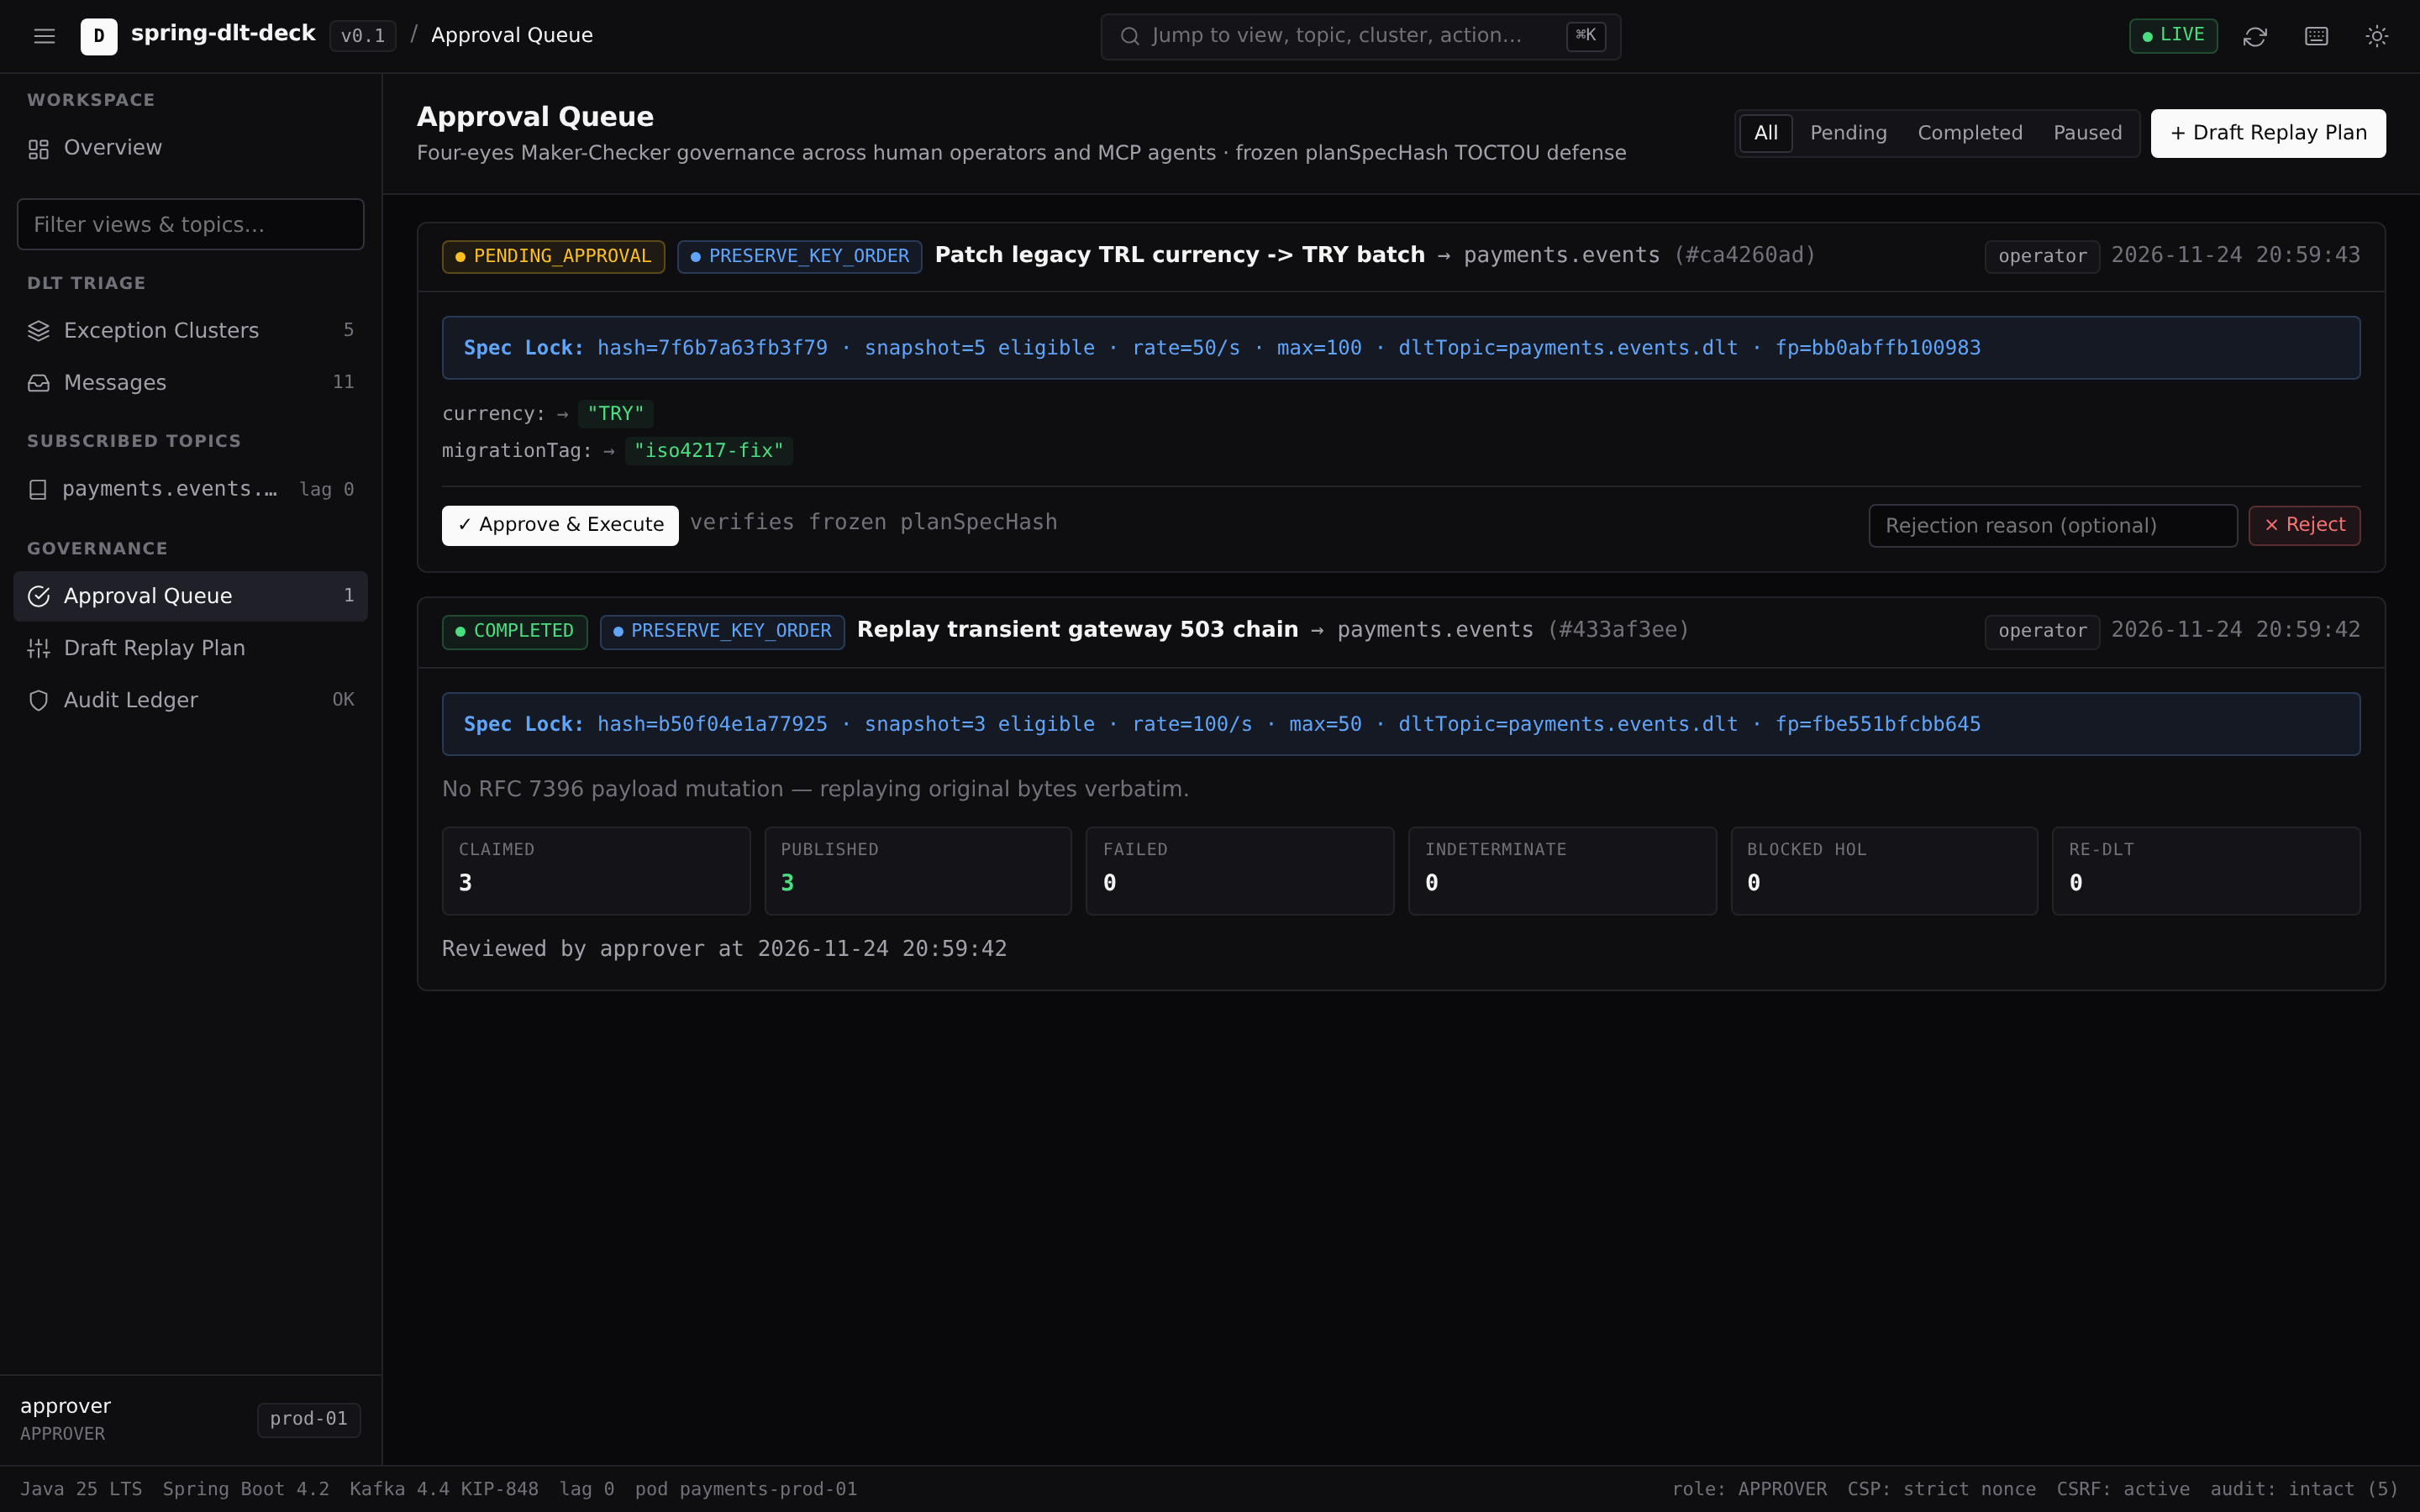 D spring-dlt-deck v0.1 / Approval Queue
Jump to view, topic, cluster, action... ⌘K
LIVE
WORKSPACE
Overview
Filter views & topics...
DLT TRIAGE
Exception Clusters 5
Messages 11
SUBSCRIBED TOPICS
payments.events.… lag 0
GOVERNANCE
Approval Queue 1
Draft Replay Plan
Audit Ledger OK
approver
APPROVER
prod-01
Approval Queue
Four-eyes Maker-Checker governance across human operators and MCP agents · frozen planSpecHash TOCTOU defense
All Pending Completed Paused + Draft Replay Plan
PENDING_APPROVAL PRESERVE_KEY_ORDER Patch legacy TRL currency -> TRY batch → payments.events (#ca4260ad) operator 2026-11-24 20:59:43
Spec Lock: hash=7f6b7a63fb3f79 · snapshot=5 eligible · rate=50/s · max=100 · dltTopic=payments.events.dlt · fp=bb0abffb100983
currency: → "TRY"
migrationTag: → "iso4217-fix"
✓ Approve & Execute verifies frozen planSpecHash Rejection reason (optional) × Reject
COMPLETED PRESERVE_KEY_ORDER Replay transient gateway 503 chain → payments.events (#433af3ee) operator 2026-11-24 20:59:42
Spec Lock: hash=b50f04e1a77925 · snapshot=3 eligible · rate=100/s · max=50 · dltTopic=payments.events.dlt · fp=fbe551bfcbb645
No RFC 7396 payload mutation — replaying original bytes verbatim.
CLAIMED PUBLISHED FAILED INDETERMINATE BLOCKED HOL RE-DLT
3 3 0 0 0 0
Reviewed by approver at 2026-11-24 20:59:42
Java 25 LTS Spring Boot 4.2 Kafka 4.4 KIP-848 lag 0 pod payments-prod-01
role: APPROVER CSP: strict nonce CSRF: active audit: intact (5)